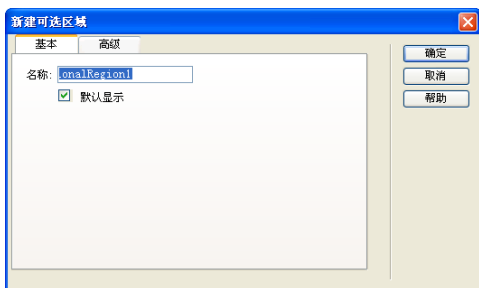 新建可选区域
基本
高级
名称: onalRegion1
默认显示
确定
取消
帮助